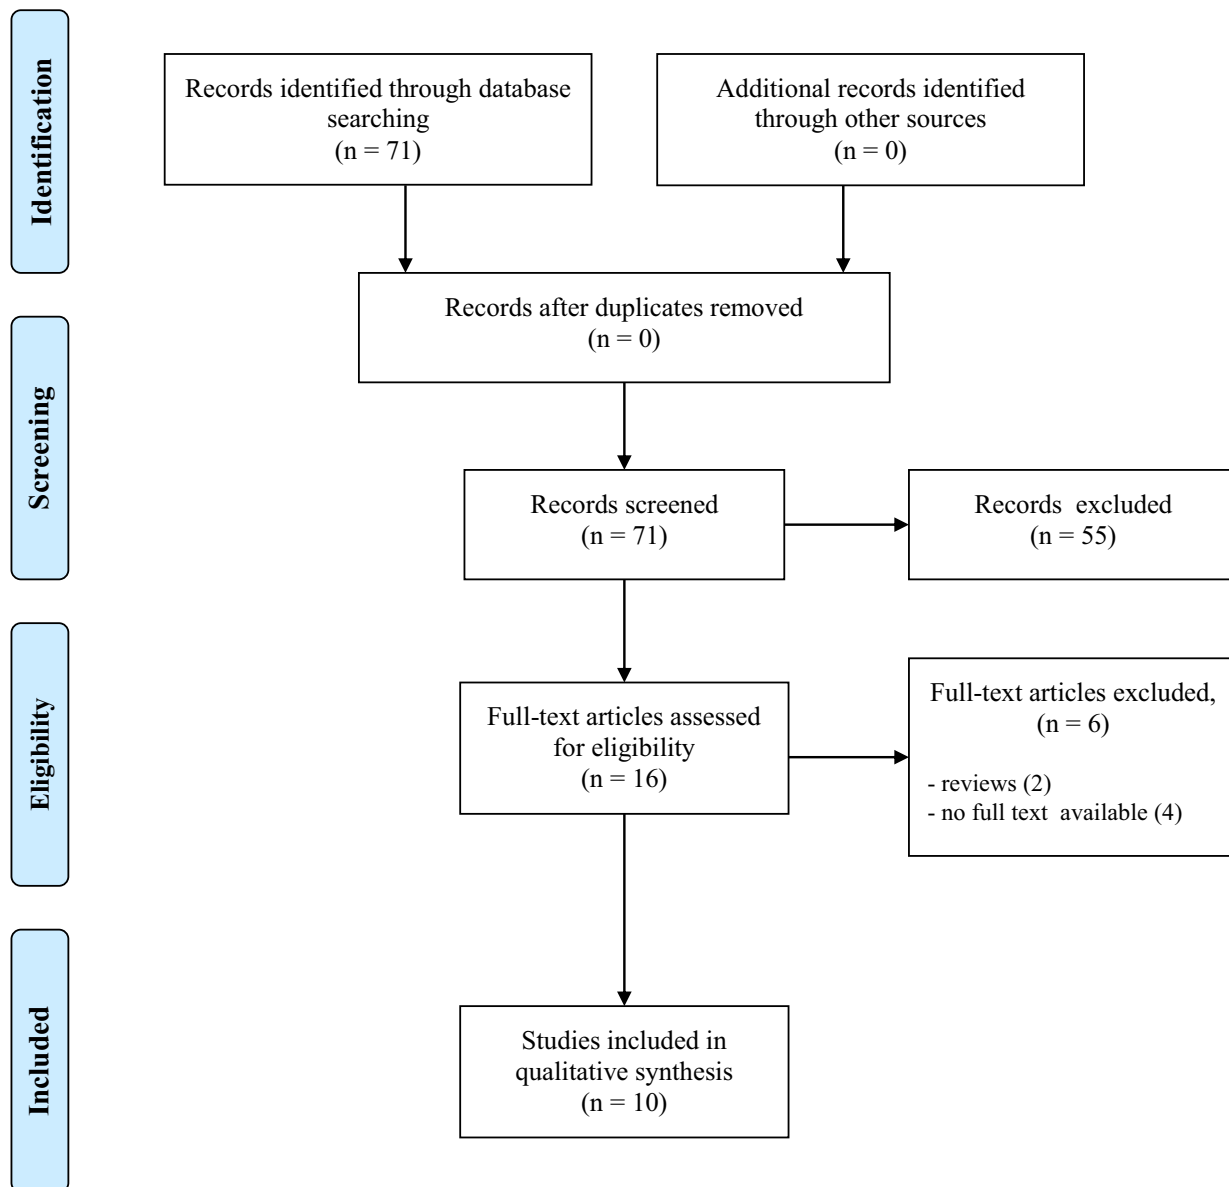 Identification
Records identified through database
searching
(n = 71)
Additional records identified
through other sources
(n = 0)
Records after duplicates removed
(n = 0)
Screening
Records screened
(n = 71)
Records  excluded
(n = 55)
Eligibility
Full-text articles assessed
for eligibility
(n = 16)
Full-text articles excluded,
(n = 6)
- reviews (2)
- no full text  available (4)
Included
Studies included in
qualitative synthesis
(n = 10)